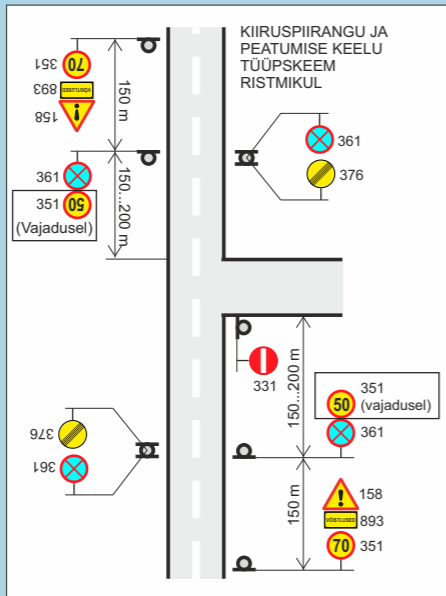 KIIRUSPIIRANGU JA
PEATUMISE KEELU
TÜÜPSKEEM
RISTMIKUL
351
70
893
VÕISTLUSED
158
150 m
361
351
50
(Vajadusel)
150...200 m
361
376
331
150...200 m
50
351
(vajadusel)
361
376
361
150 m
158
VÕISTLUSED
893
70
351